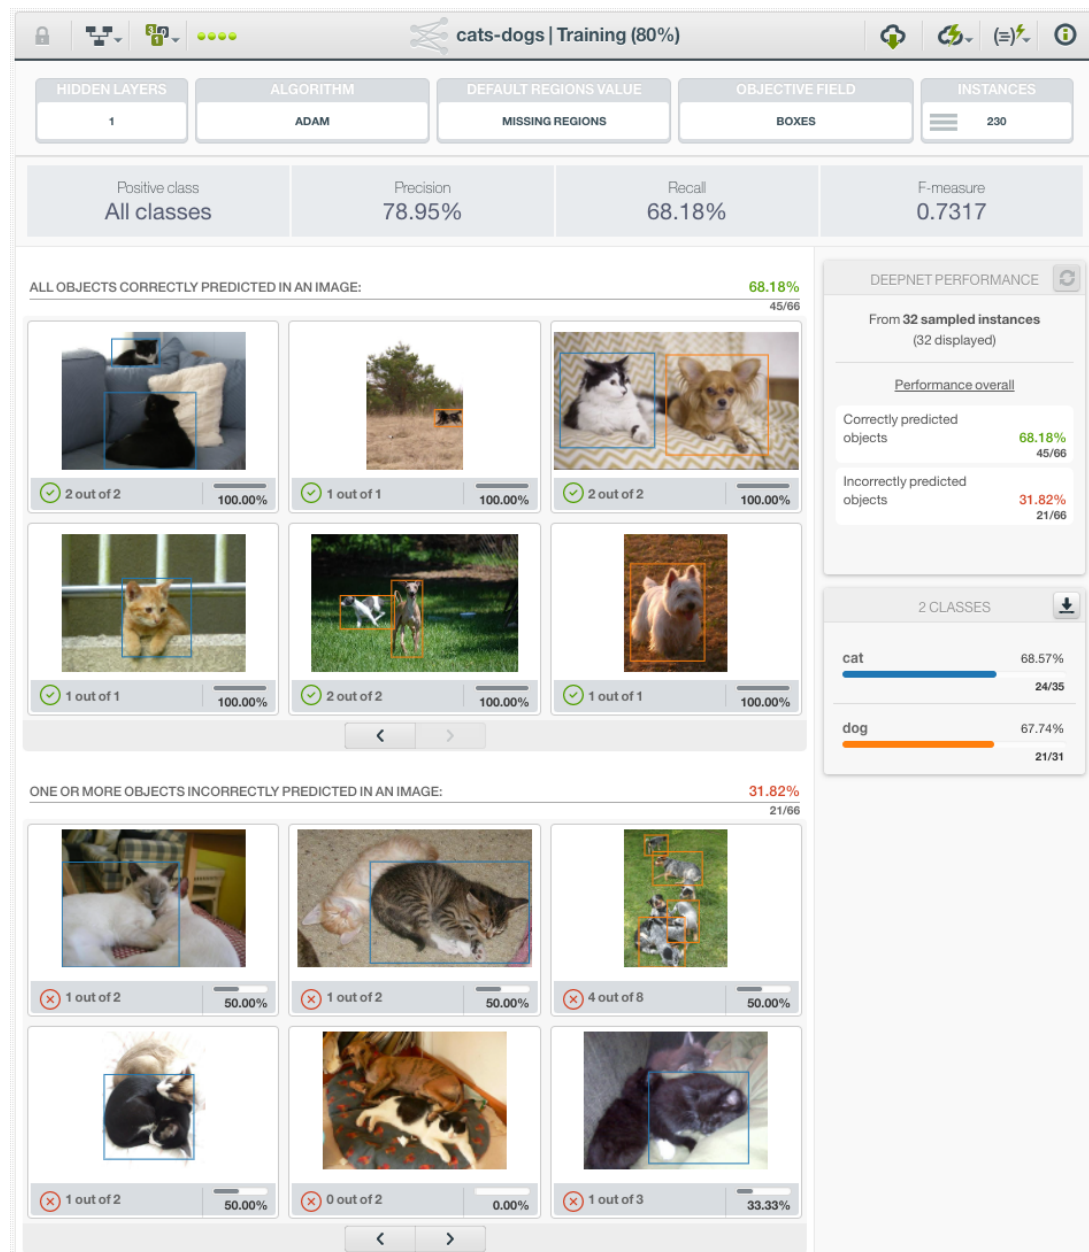 cats-dogs | Training (80%)
HIDDEN LAYERS
ALGORITHM
DEFAULT REGIONS VALUE
OBJECTIVE FIELD
INSTANCES
1
ADAM
MISSING REGIONS
BOXES
230
Positive class
Precision
Recall
F-measure
All classes
78.95%
68.18%
0.7317
ALL OBJECTS CORRECTLY PREDICTED IN AN IMAGE:
68.18%
45/66
2 out of 2
100.00%
1 out of 1
100.00%
2 out of 2
100.00%
1 out of 1
100.00%
2 out of 2
100.00%
1 out of 1
100.00%
ONE OR MORE OBJECTS INCORRECTLY PREDICTED IN AN IMAGE:
31.82%
21/66
1 out of 2
50.00%
1 out of 2
50.00%
4 out of 8
50.00%
1 out of 2
50.00%
0 out of 2
0.00%
1 out of 3
33.33%
DEEPNET PERFORMANCE
From 32 sampled instances
(32 displayed)
Performance overall
Correctly predicted
objects
68.18%
45/66
Incorrectly predicted
objects
31.82%
21/66
2 CLASSES
cat
68.57%
24/35
dog
67.74%
21/31